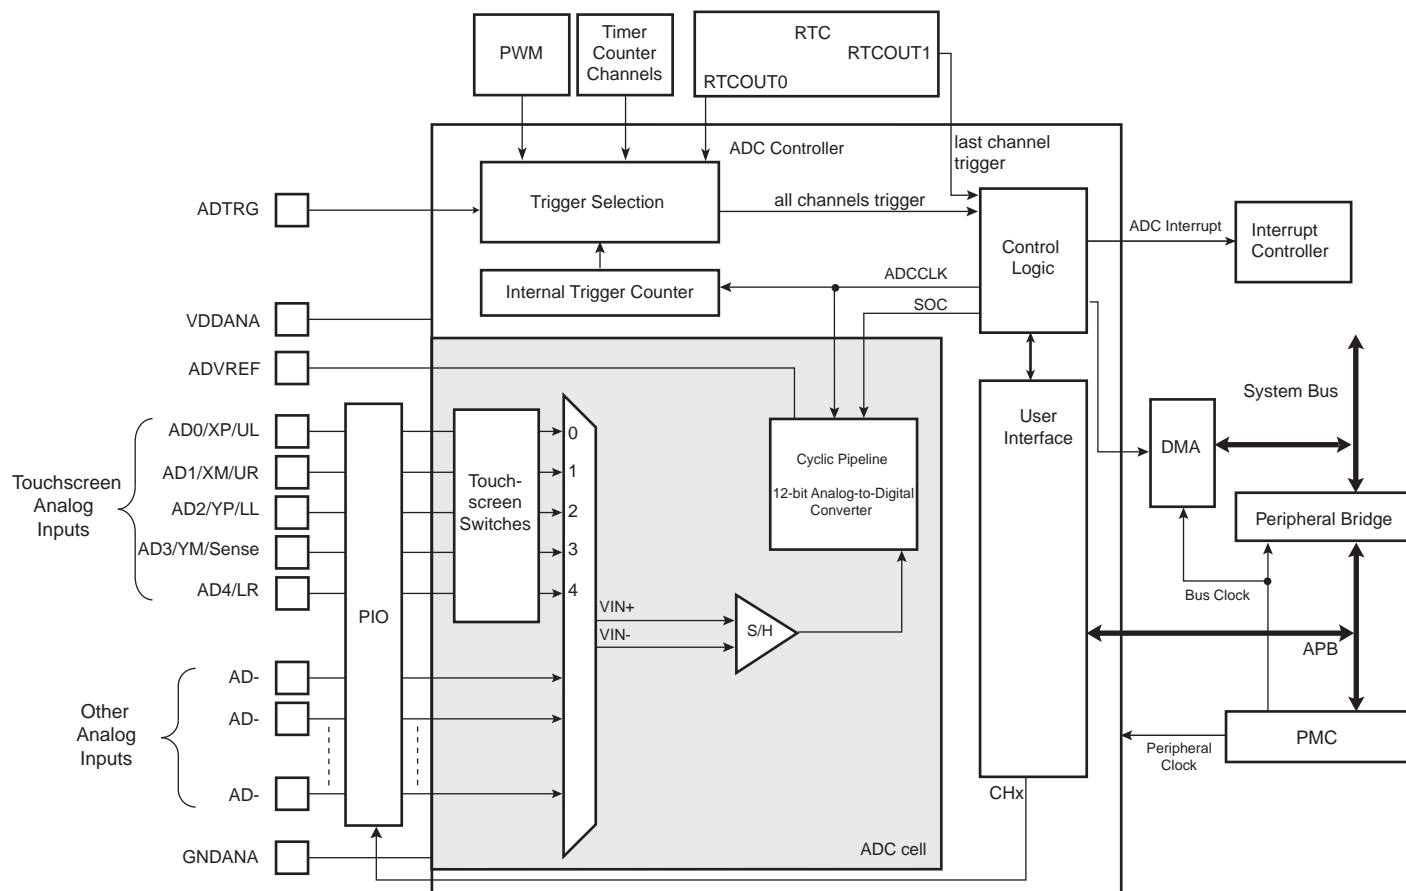 PWM
Timer
Counter
Channels
RTC
RTCOUT1
RTCOUT0
ADC Controller
last channel
trigger
ADTRG
Trigger Selection
all channels trigger
Control
Logic
ADC Interrupt
Interrupt
Controller
Internal Trigger Counter
ADCCLK
SOC
VDDANA
ADVREF
System Bus
Touchscreen
Analog
Inputs
AD0/XP/UL
AD1/XM/UR
AD2/YP/LL
AD3/YM/Sense
AD4/LR
PIO
Touch-
screen
Switches
0
1
2
3
4
Cyclic Pipeline
12-bit Analog-to-Digital
Converter
User
Interface
DMA
Peripheral Bridge
Bus Clock
VIN+
VIN-
S/H
APB
Other
Analog
Inputs
AD-
AD-
AD-
PMC
Peripheral
Clock
CHx
GNDANA
ADC cell